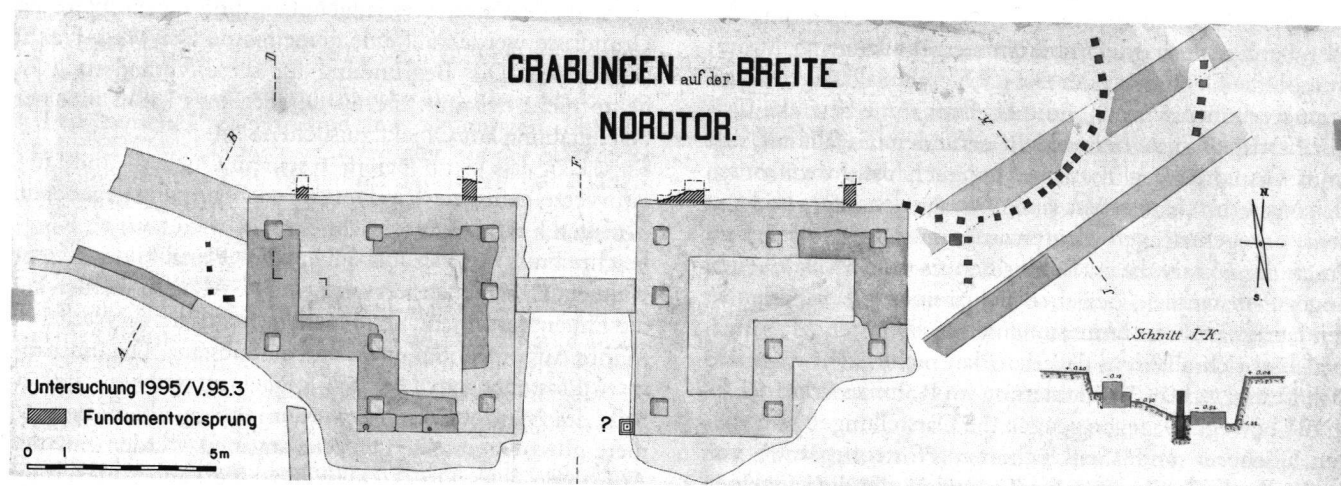 GRABUNGEN auf der BREITE
NORDTOR.
D
B
F
K
N.
S.
J
A
Schnitt J-K.
Untersuchung 1995/V.95.3
Fundamentvorsprung
0 1 5m
?